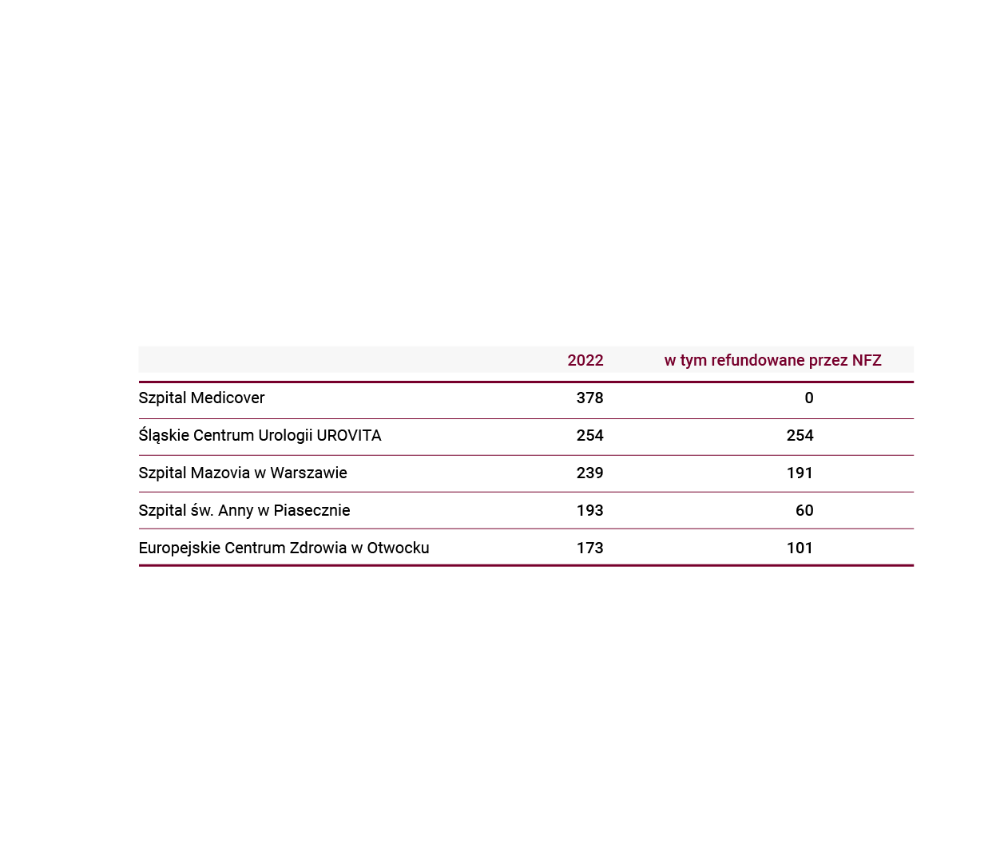 2022 w tym refundowane przez NFZ
Szpital Medicover 378 0
Śląskie Centrum Urologii UROVITA 254 254
Szpital Mazovia w Warszawie 239 191
Szpital św. Anny w Piasecznie 193 60
Europejskie Centrum Zdrowia w Otwocku 173 101